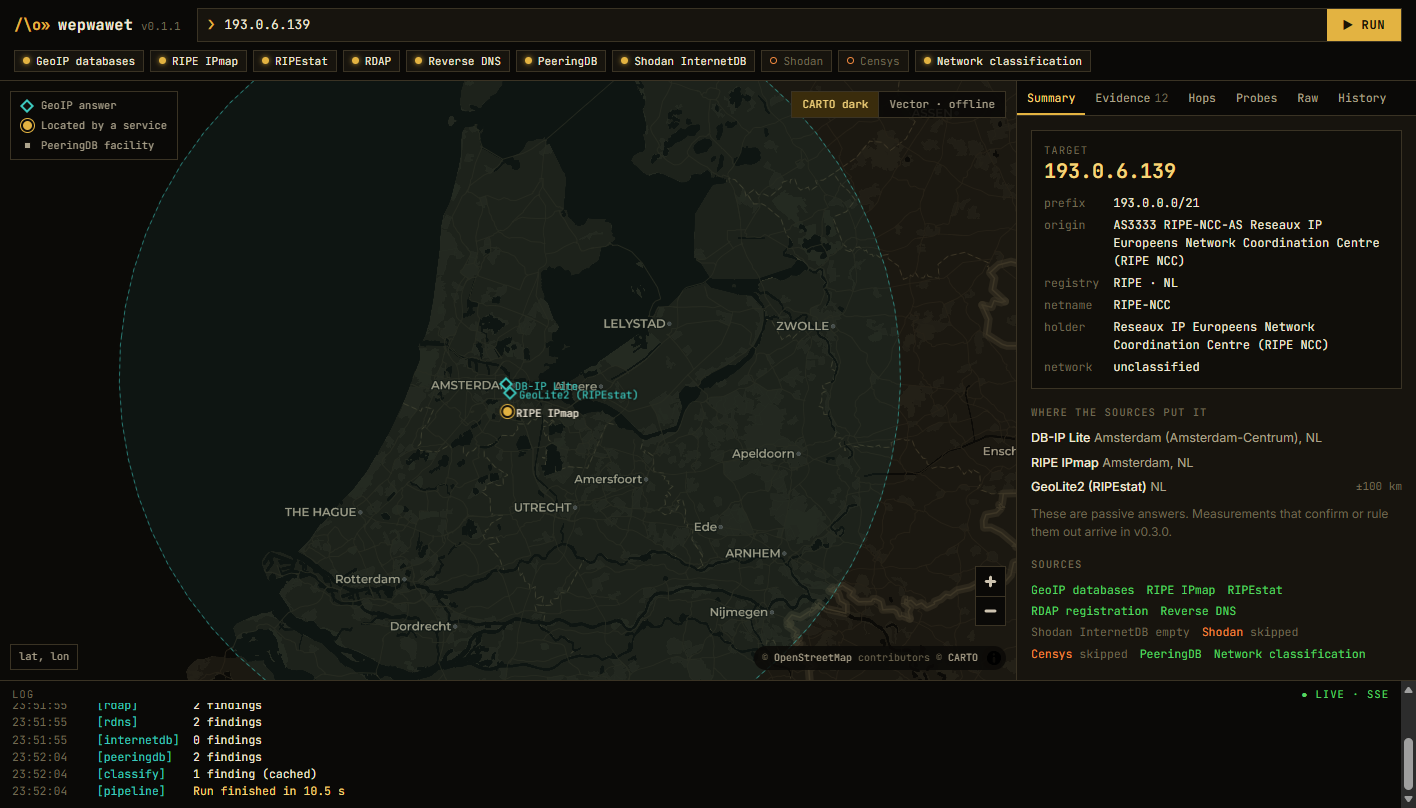 /\o» wepwawet v0.1.1
❯ 193.0.6.139
▶ RUN
GeoIP databases
RIPE IPmap
RIPEstat
RDAP
Reverse DNS
PeeringDB
Shodan InternetDB
Shodan
Censys
Network classification
GeoIP answer
Located by a service
PeeringDB facility
CARTO dark
Vector · offline
LELYSTAD
ZWOLLE
DB-IP Lite
GeoLite2 (RIPEstat)
RIPE IPmap
Apeldoorn
Amersfoort
THE HAGUE
UTRECHT
Ede
ARNHEM
Rotterdam
Nijmegen
Dordrecht
+
−
lat, lon
© OpenStreetMap contributors © CARTO
Summary
Evidence 12
Hops
Probes
Raw
History
TARGET
193.0.6.139
prefix 193.0.0.0/21
origin AS3333 RIPE-NCC-AS Reseaux IP
Europeens Network Coordination Centre
(RIPE NCC)
registry RIPE · NL
netname RIPE-NCC
holder Reseaux IP Europeens Network
Coordination Centre (RIPE NCC)
network unclassified
WHERE THE SOURCES PUT IT
DB-IP Lite Amsterdam (Amsterdam-Centrum), NL
RIPE IPmap Amsterdam, NL
GeoLite2 (RIPEstat) NL ±100 km
These are passive answers. Measurements that confirm or rule
them out arrive in v0.3.0.
SOURCES
GeoIP databases RIPE IPmap RIPEstat
RDAP registration Reverse DNS
Shodan InternetDB empty Shodan skipped
Censys skipped PeeringDB Network classification
LOG
● LIVE · SSE
23:51:55 [rdap] 2 findings
23:51:55 [rdns] 2 findings
23:51:55 [internetdb] 0 findings
23:52:04 [peeringdb] 2 findings
23:52:04 [classify] 1 finding (cached)
23:52:04 [pipeline] Run finished in 10.5 s